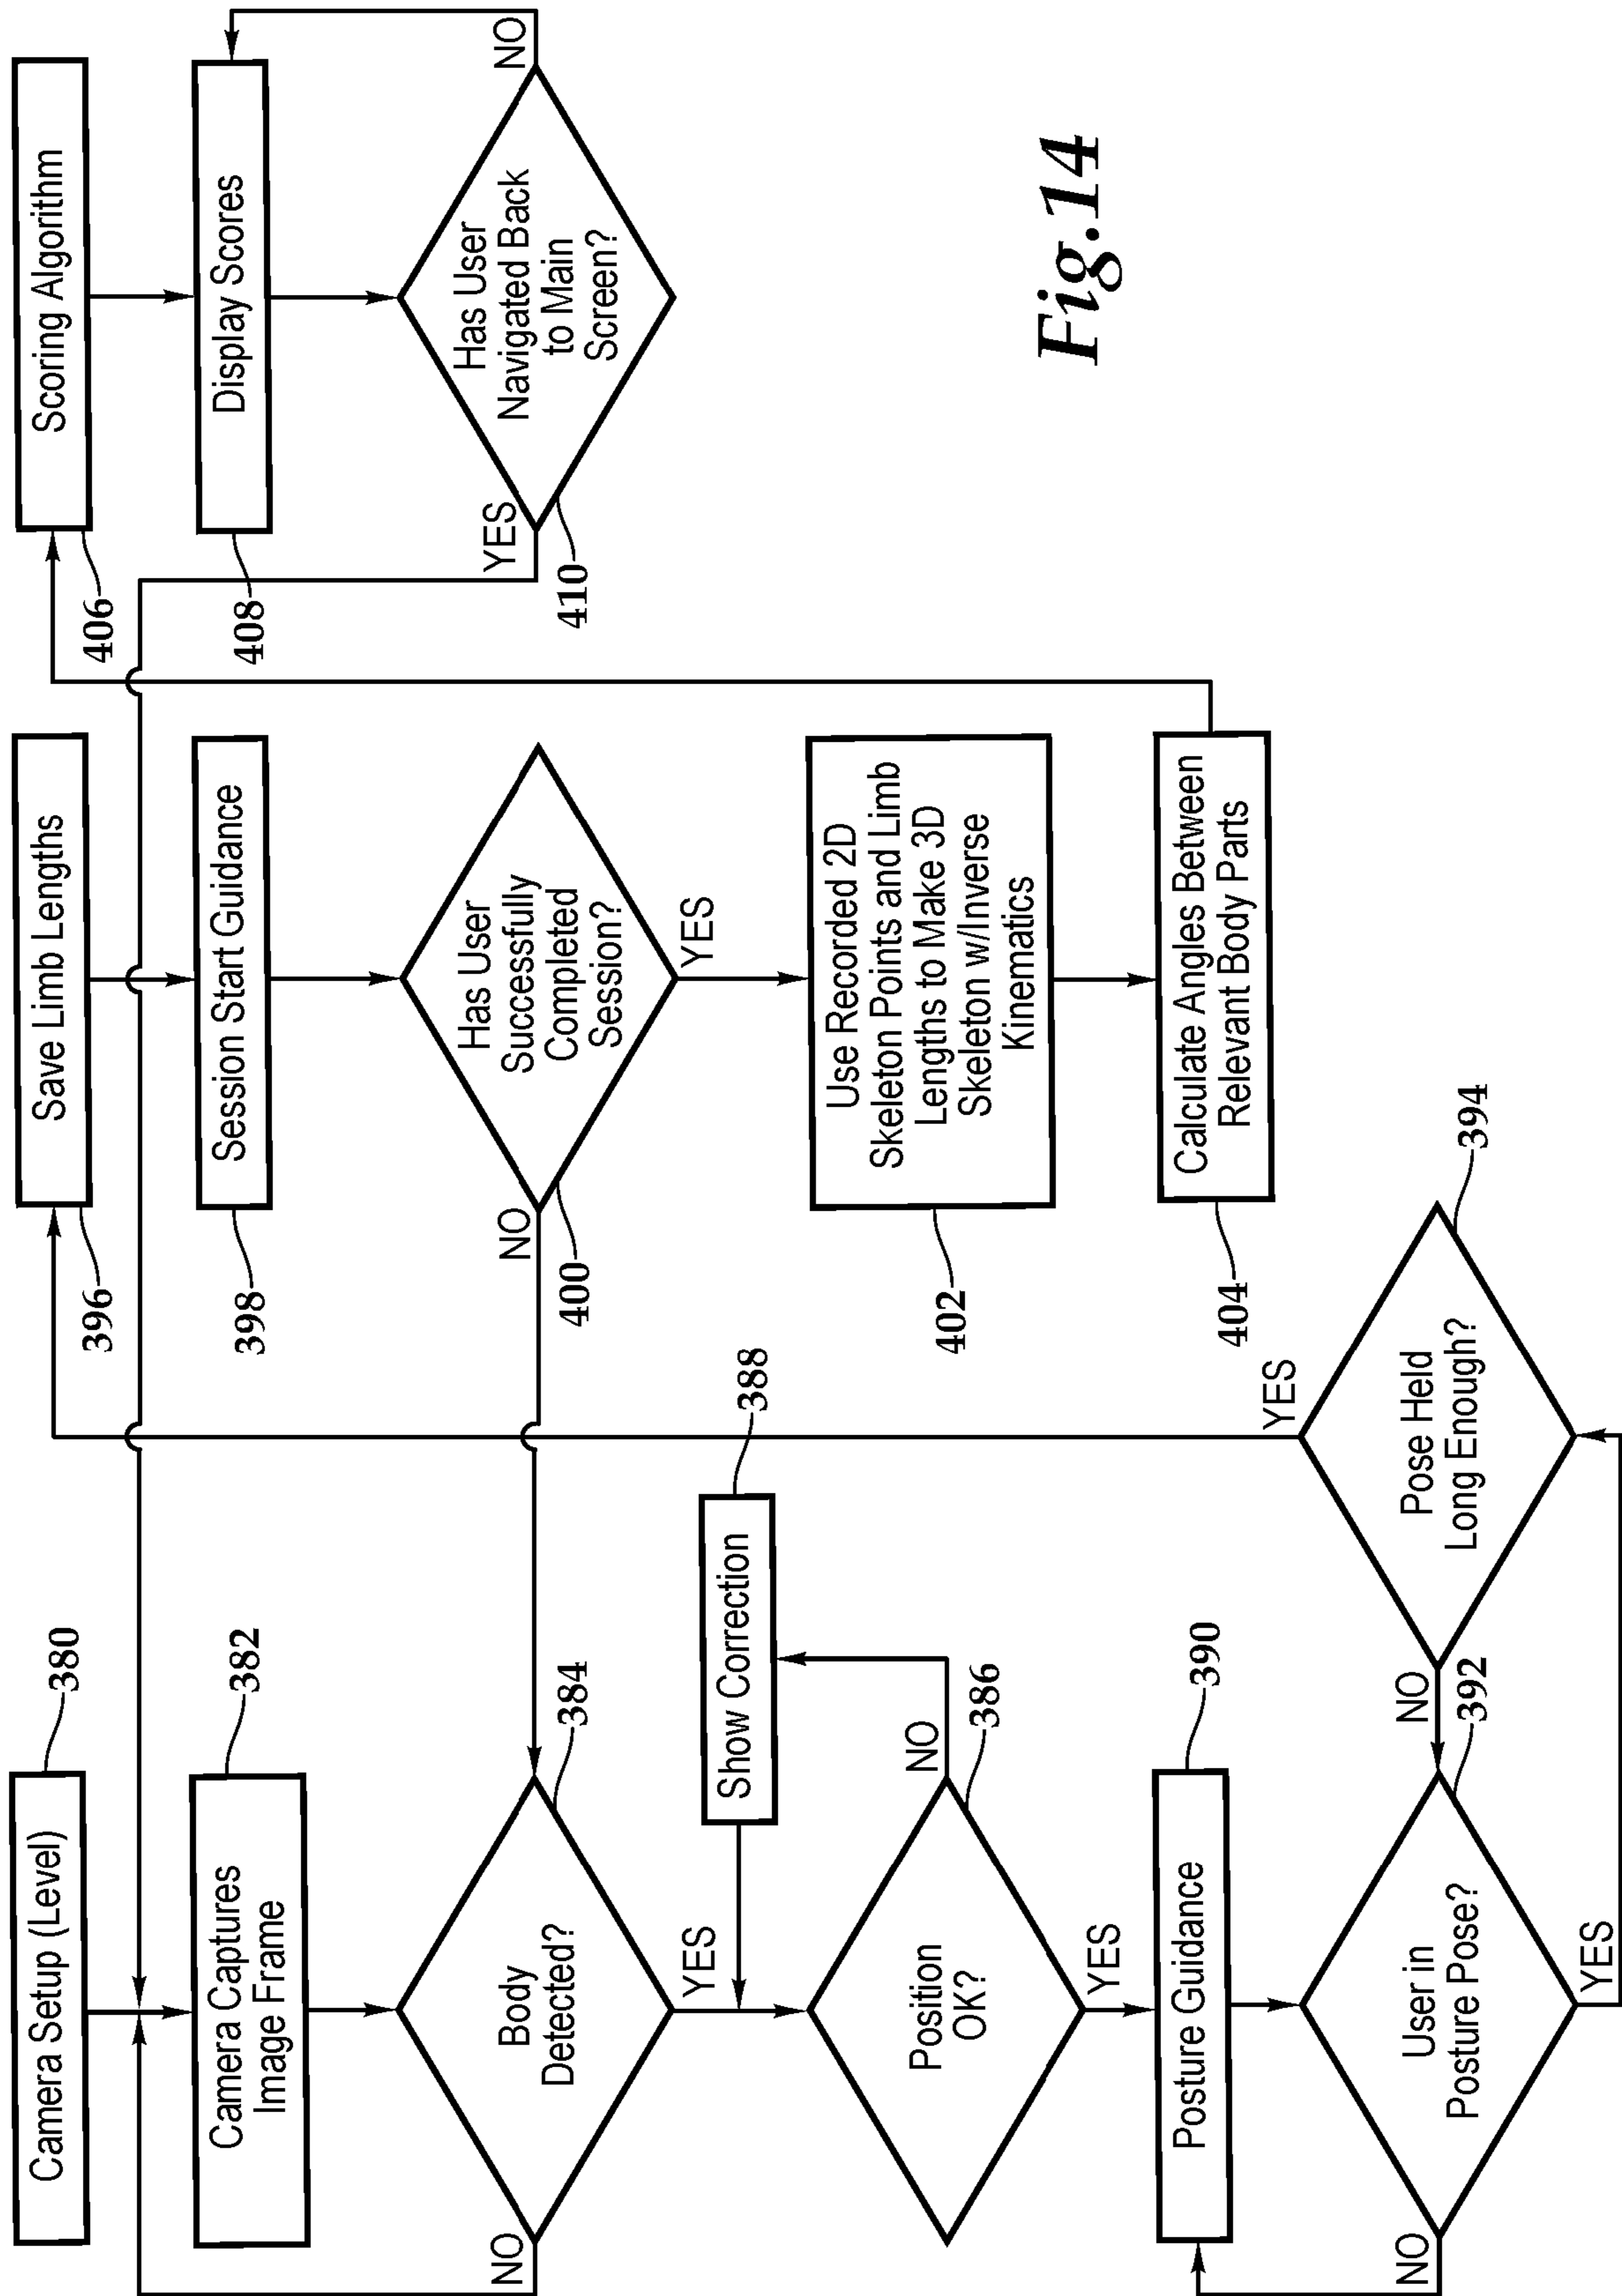 Camera Setup (Level)
380
Camera Captures
Image Frame
382
Body
Detected?
384
NO
YES
Show Correction
388
Position
OK?
386
NO
YES
Posture Guidance
390
User in
Posture Pose?
392
NO
YES
Pose Held
Long Enough?
394
NO
YES
Save Limb Lengths
396
Session Start Guidance
398
Has User
Successfully
Completed
Session?
400
NO
YES
Use Recorded 2D
Skeleton Points and Limb
Lengths to Make 3D
Skeleton w/Inverse
Kinematics
402
Calculate Angles Between
Relevant Body Parts
404
Scoring Algorithm
406
Display Scores
408
Has User
Navigated Back
to Main
Screen?
410
YES
NO
Fig.14